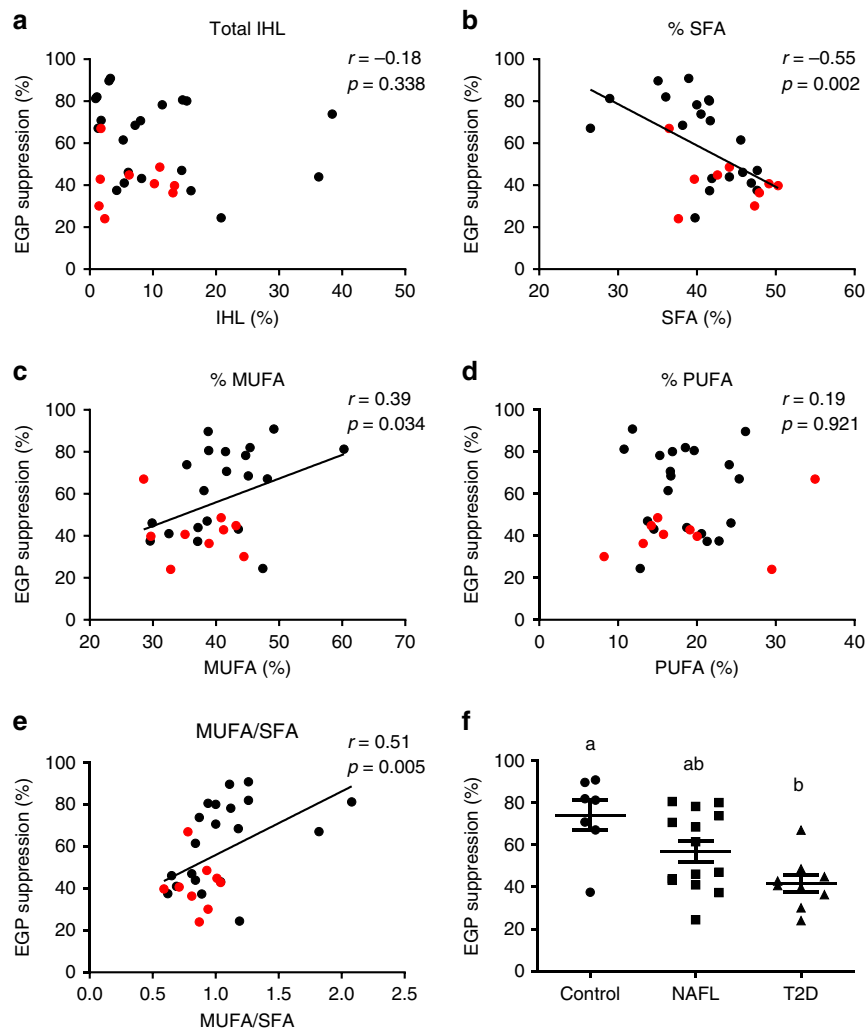 a
Total IHL
r = –0.18
p = 0.338
EGP suppression (%)
100
80
60
40
20
0
0 10 20 30 40 50
IHL (%)
b
% SFA
r = –0.55
p = 0.002
EGP suppression (%)
100
80
60
40
20
0
20 30 40 50 60
SFA (%)
c
% MUFA
r = 0.39
p = 0.034
EGP suppression (%)
100
80
60
40
20
0
20 30 40 50 60 70
MUFA (%)
d
% PUFA
r = 0.19
p = 0.921
EGP suppression (%)
100
80
60
40
20
0
0 10 20 30 40
PUFA (%)
e
MUFA/SFA
r = 0.51
p = 0.005
EGP suppression (%)
100
80
60
40
20
0
0.0 0.5 1.0 1.5 2.0 2.5
MUFA/SFA
f
a
ab
b
EGP suppression (%)
100
80
60
40
20
0
Control NAFL T2D